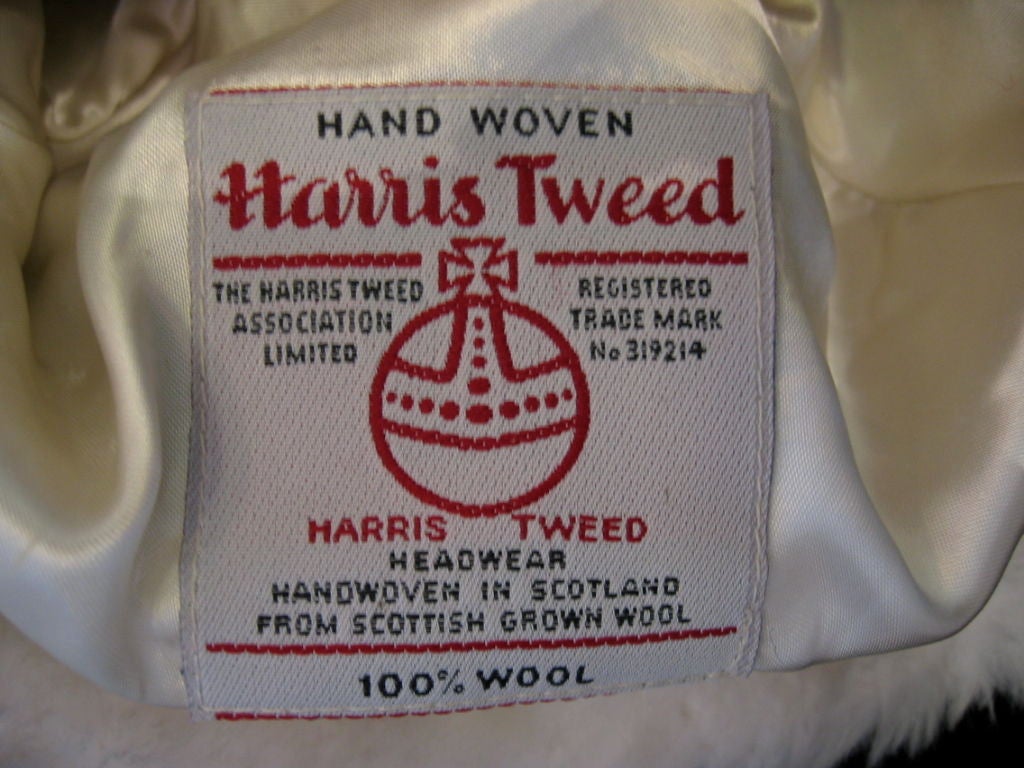 HAND WOVEN
Harris Tweed
THE HARRIS TWEED
ASSOCIATION
LIMITED
REGISTERED
TRADE MARK
No 319214
HARRIS TWEED
HEADWEAR
HANDWOVEN IN SCOTLAND
FROM SCOTTISH GROWN WOOL
100% WOOL